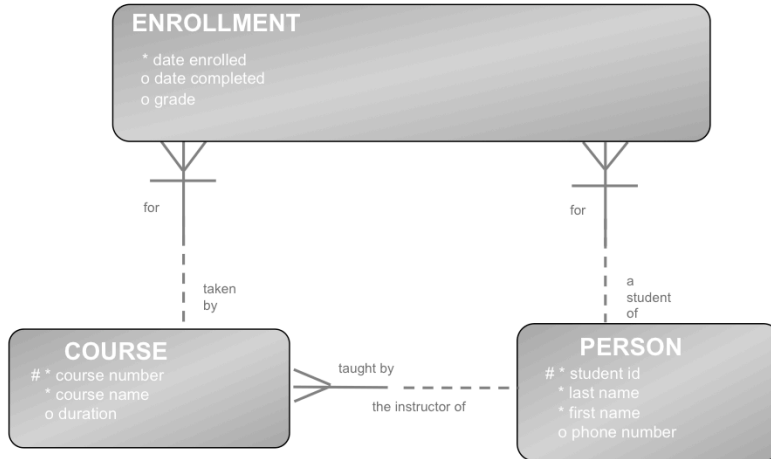 ENROLLMENT
* date enrolled
o date completed
o grade
for
for
taken
by
a
student
of
COURSE
# * course number
* course name
o duration
taught by
the instructor of
PERSON
# * student id
* last name
* first name
o phone number